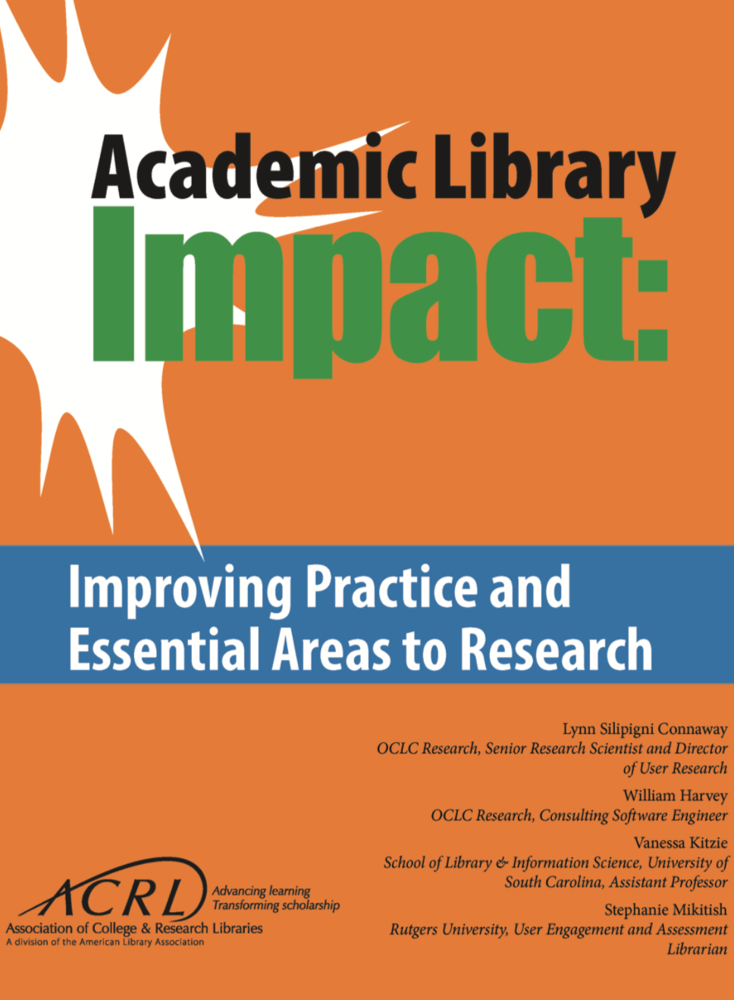 Academic Library
Impact:
Improving Practice and
Essential Areas to Research
Lynn Silipigni Connaway
OCLC Research, Senior Research Scientist and Director
of User Research
William Harvey
OCLC Research, Consulting Software Engineer
Vanessa Kitzie
School of Library & Information Science, University of
South Carolina, Assistant Professor
Stephanie Mikitish
Rutgers University, User Engagement and Assessment
Librarian
ACRL
Advancing learning
Transforming scholarship
Association of College & Research Libraries
A division of the American Library Association